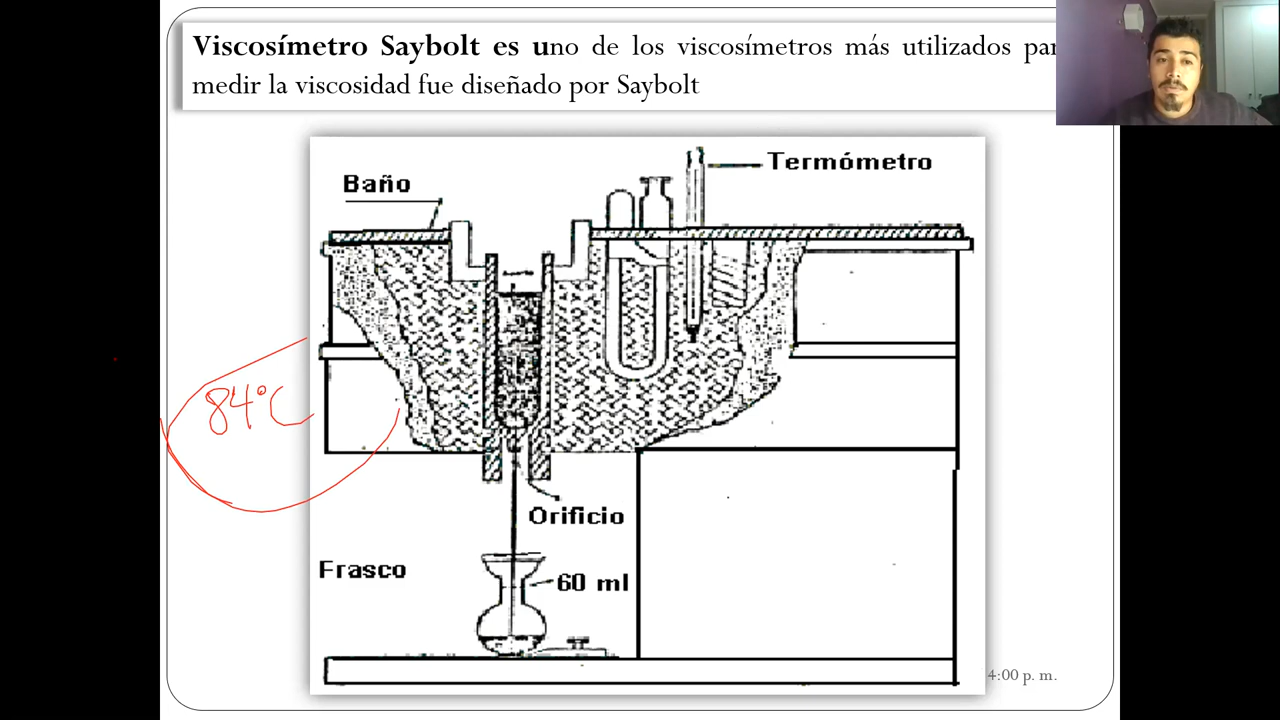 Viscosímetro Saybolt es uno de los viscosímetros más utilizados
medir la viscosidad fue diseñado por Saybolt
Termómetro
Baño
84°C
Orificio
Frasco
60 ml
4:00 p. m.